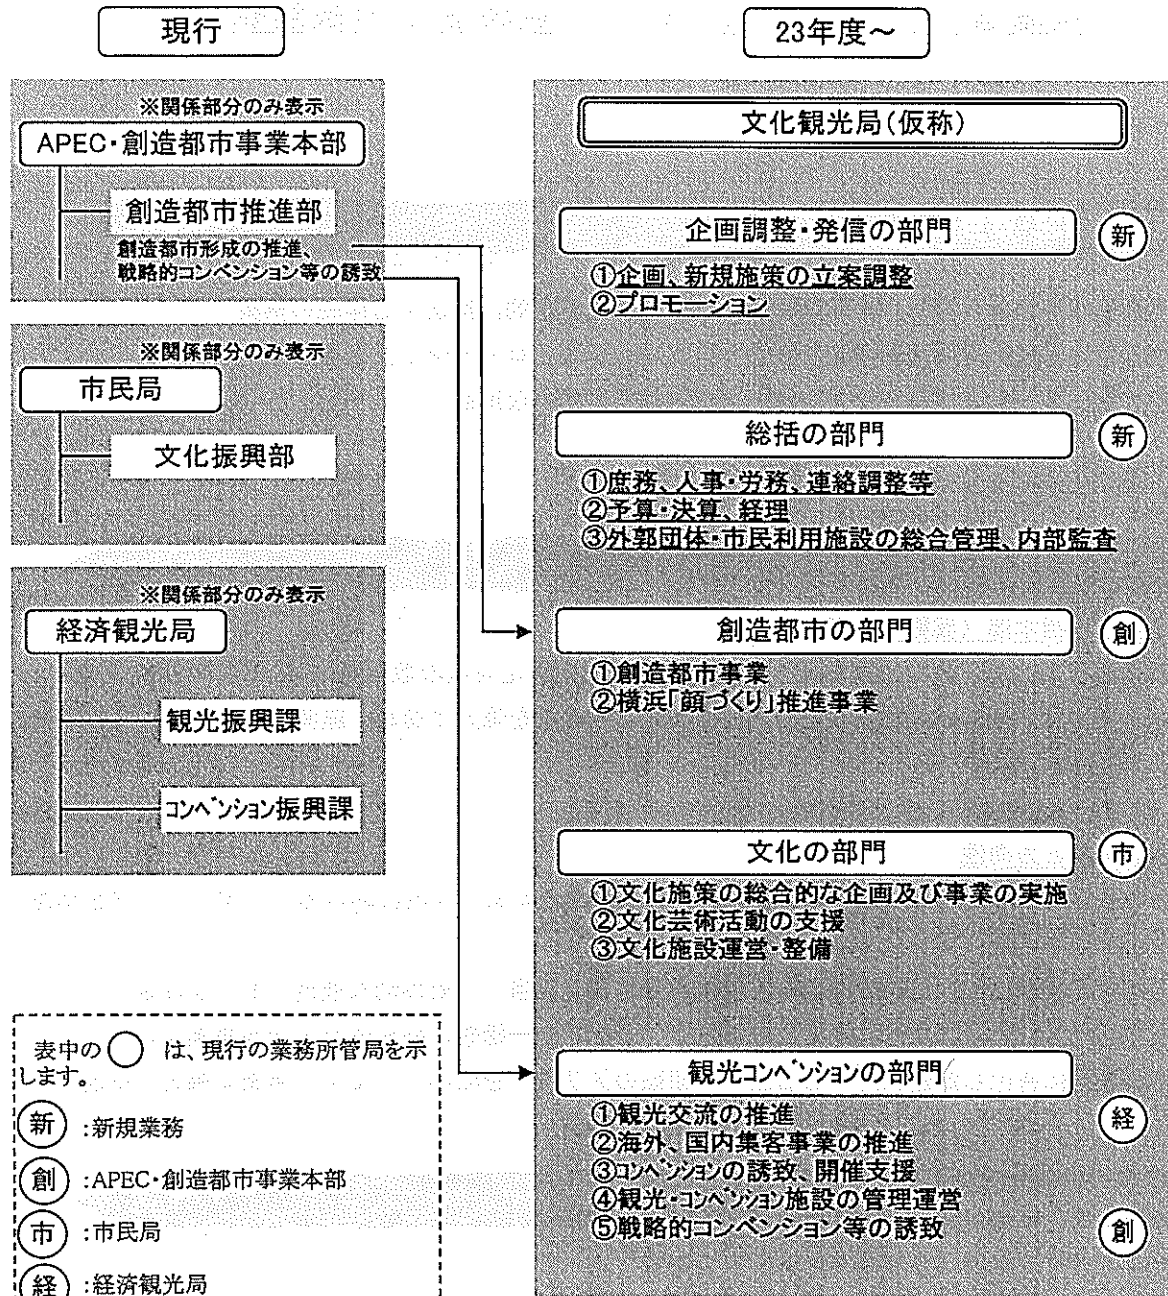 現行
※関係部分のみ表示
APEC・創造都市事業本部
創造都市推進部
創造都市形成の推進、
戦略的コンベンション等の誘致
※関係部分のみ表示
市民局
文化振興部
※関係部分のみ表示
経済観光局
観光振興課
コンベンション振興課
表中の○ は、現行の業務所管局を示
します。
新 :新規業務
創 :APEC・創造都市事業本部
市 :市民局
経 :経済観光局
23年度～
文化観光局(仮称)
企画調整・発信の部門 新
①企画、新規施策の立案調整
②プロモーション
総括の部門 新
①庶務、人事・労務、連絡調整等
②予算・決算、経理
③外郭団体・市民利用施設の総合管理、内部監査
創造都市の部門 創
①創造都市事業
②横浜「顔づくり」推進事業
文化の部門 市
①文化施策の総合的な企画及び事業の実施
②文化芸術活動の支援
③文化施設運営・整備
観光コンベンションの部門
①観光交流の推進 経
②海外、国内集客事業の推進
③コンベンションの誘致、開催支援
④観光・コンベンション施設の管理運営
⑤戦略的コンベンション等の誘致 創